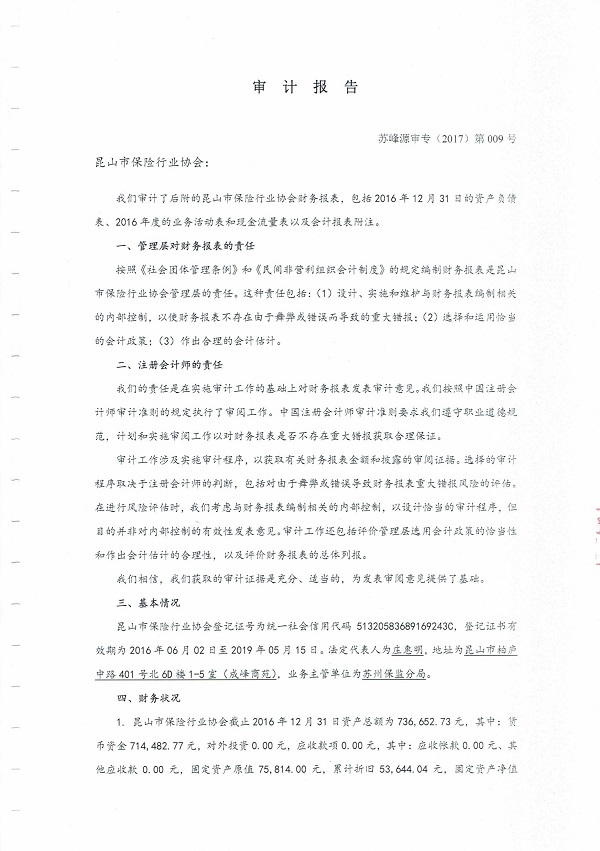 审计报告
苏峰源审专（2017）第 009 号
昆山市保险行业协会：
我们审计了后附的昆山市保险行业协会财务报表，包括 2016 年 12 月 31 日的资产负债
表、2016 年度的业务活动表和现金流量表以及会计报表附注。
一、管理层对财务报表的责任
按照《社会团体管理条例》和《民间非营利组织会计制度》的规定编制财务报表是昆山
市保险行业协会管理层的责任。这种责任包括：（1）设计、实施和维护与财务报表编制相关
的内部控制，以使财务报表不存在由于舞弊或错误而导致的重大错报；（2）选择和运用恰当
的会计政策；（3）作出合理的会计估计。
二、注册会计师的责任
我们的责任是在实施审计工作的基础上对财务报表发表审计意见。我们按照中国注册会
计师审计准则的规定执行了审阅工作。中国注册会计师审计准则要求我们遵守职业道德规
范，计划和实施审阅工作以对财务报表是否不存在重大错报获取合理保证。
审计工作涉及实施审计程序，以获取有关财务报表金额和披露的审阅证据。选择的审计
程序取决于注册会计师的判断，包括对由于舞弊或错误导致财务报表重大错报风险的评估。
在进行风险评估时，我们考虑与财务报表编制相关的内部控制，以设计恰当的审计程序，但
目的并非对内部控制的有效性发表意见。审计工作还包括评价管理层选用会计政策的恰当性
和作出会计估计的合理性，以及评价财务报表的总体列报。
我们相信，我们获取的审计证据是充分、适当的，为发表审阅意见提供了基础。
三、基本情况
昆山市保险行业协会登记证号为统一社会信用代码 51320583689169243C，登记证书有
效期为 2016 年 06 月 02 日至 2019 年 05 月 15 日。法定代表人为庄惠明，地址为昆山市柏庐
中路 401 号北 6D 楼 1-5 室（成峰商苑），业务主管单位为苏州保监分局。
四、财务状况
1. 昆山市保险行业协会截止 2016 年 12 月 31 日资产总额为 736,652.73 元，其中：货
币资金 714,482.77 元，对外投资 0.00 元，应收款项 0.00 元，其中：应收帐款 0.00 元、其
他应收款 0.00 元，固定资产原值 75,814.00 元，累计折旧 53,644.04 元，固定资产净值